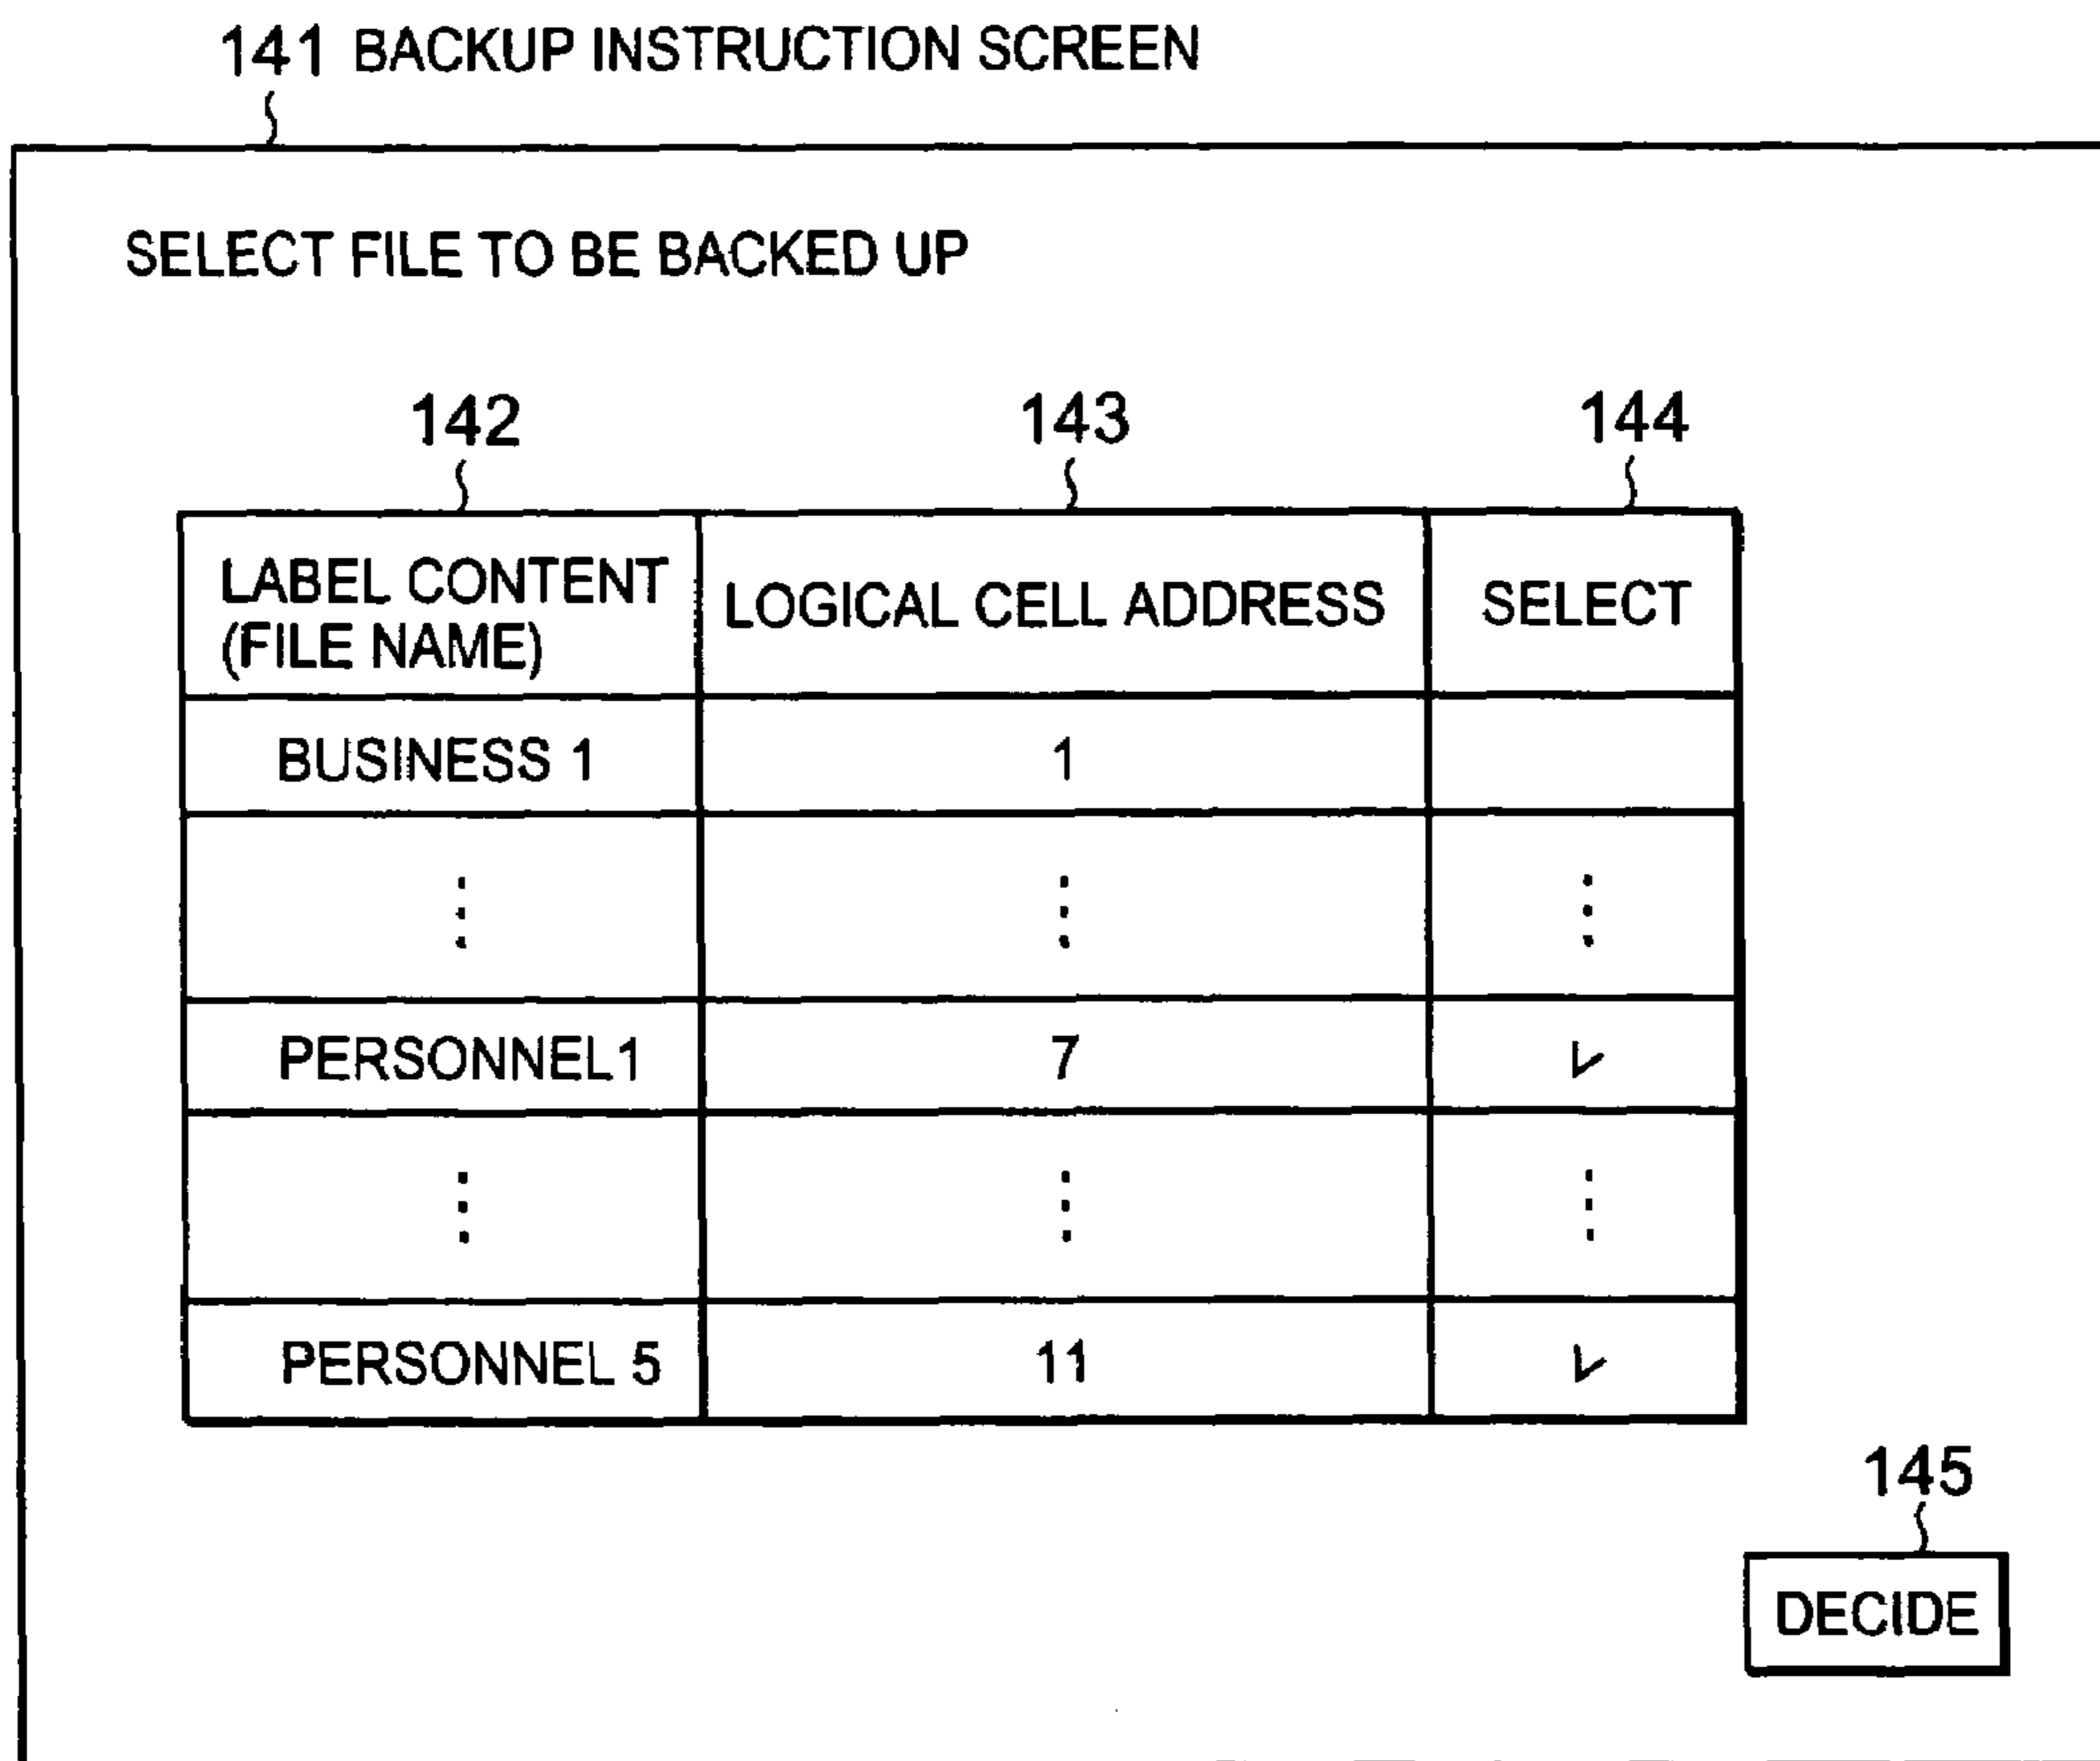 141 BACKUP INSTRUCTION SCREEN
SELECT FILE TO BE BACKED UP
142 143 144
LABEL CONTENT
(FILE NAME)
LOGICAL CELL ADDRESS
SELECT
BUSINESS 1 1
PERSONNEL1 7 ✓
PERSONNEL 5 11 ✓
145
DECIDE